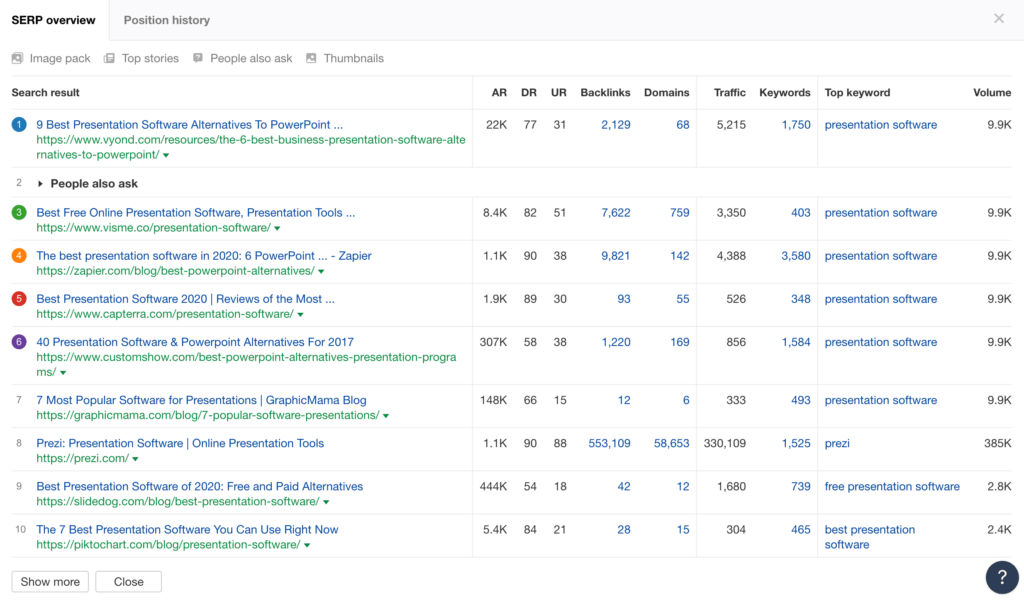 SERP overview Position history
Image pack Top stories People also ask Thumbnails
Search result AR DR UR Backlinks Domains Traffic Keywords Top keyword Volume
1 9 Best Presentation Software Alternatives To PowerPoint ... 22K 77 31 2,129 68 5,215 1,750 presentation software 9.9K
https://www.vyond.com/resources/the-6-best-business-presentation-software-alte
rnatives-to-powerpoint/
2 People also ask
3 Best Free Online Presentation Software, Presentation Tools ... 8.4K 82 51 7,622 759 3,350 403 presentation software 9.9K
https://www.visme.co/presentation-software/
4 The best presentation software in 2020: 6 PowerPoint ... - Zapier 1.1K 90 38 9,821 142 4,388 3,580 presentation software 9.9K
https://zapier.com/blog/best-powerpoint-alternatives/
5 Best Presentation Software 2020 | Reviews of the Most ... 1.9K 89 30 93 55 526 348 presentation software 9.9K
https://www.capterra.com/presentation-software/
6 40 Presentation Software & Powerpoint Alternatives For 2017 307K 58 38 1,220 169 856 1,584 presentation software 9.9K
https://www.customshow.com/best-powerpoint-alternatives-presentation-progra
ms/
7 7 Most Popular Software for Presentations | GraphicMama Blog 148K 66 15 12 6 333 493 presentation software 9.9K
https://graphicmama.com/blog/7-popular-software-presentations/
8 Prezi: Presentation Software | Online Presentation Tools 1.1K 90 88 553,109 58,653 330,109 1,525 prezi 385K
https://prezi.com/
9 Best Presentation Software of 2020: Free and Paid Alternatives 444K 54 18 42 12 1,680 739 free presentation software 2.8K
https://slidedog.com/blog/best-presentation-software/
10 The 7 Best Presentation Software You Can Use Right Now 5.4K 84 21 28 15 304 465 best presentation 2.4K
https://piktochart.com/blog/presentation-software/ software
Show more Close ?